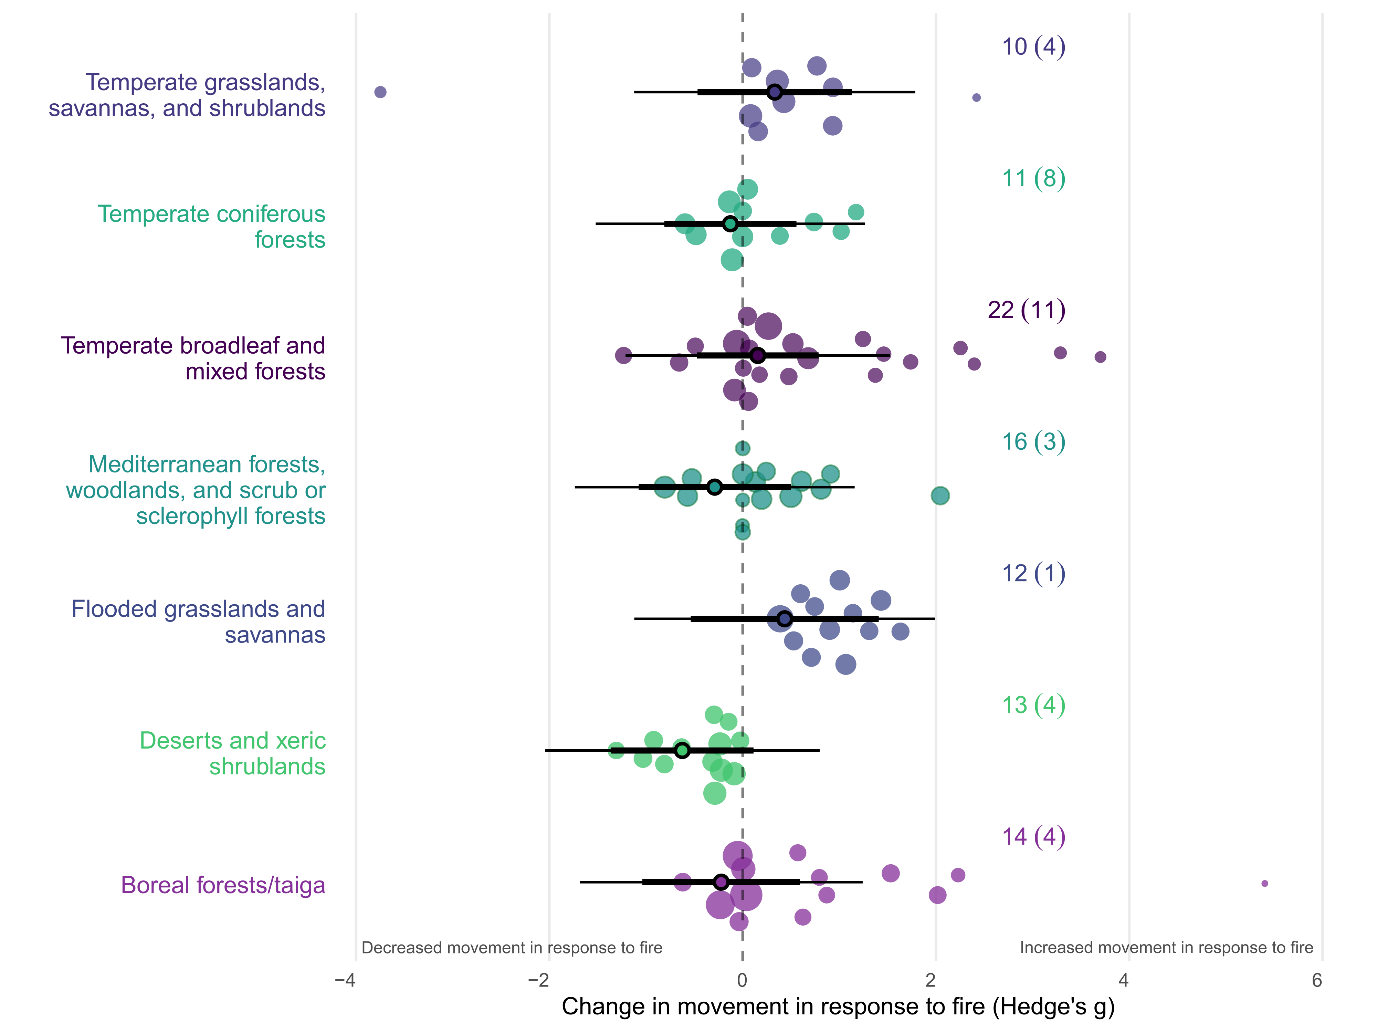 10 (4)
Temperate grasslands,
savannas, and shrublands
11 (8)
Temperate coniferous
forests
22 (11)
Temperate broadleaf and
mixed forests
16 (3)
Mediterranean forests,
woodlands, and scrub or
sclerophyll forests
12 (1)
Flooded grasslands and
savannas
13 (4)
Deserts and xeric
shrublands
14 (4)
Boreal forests/taiga
Decreased movement in response to fire
Increased movement in response to fire
−4 −2 0 2 4 6
Change in movement in response to fire (Hedge's g)